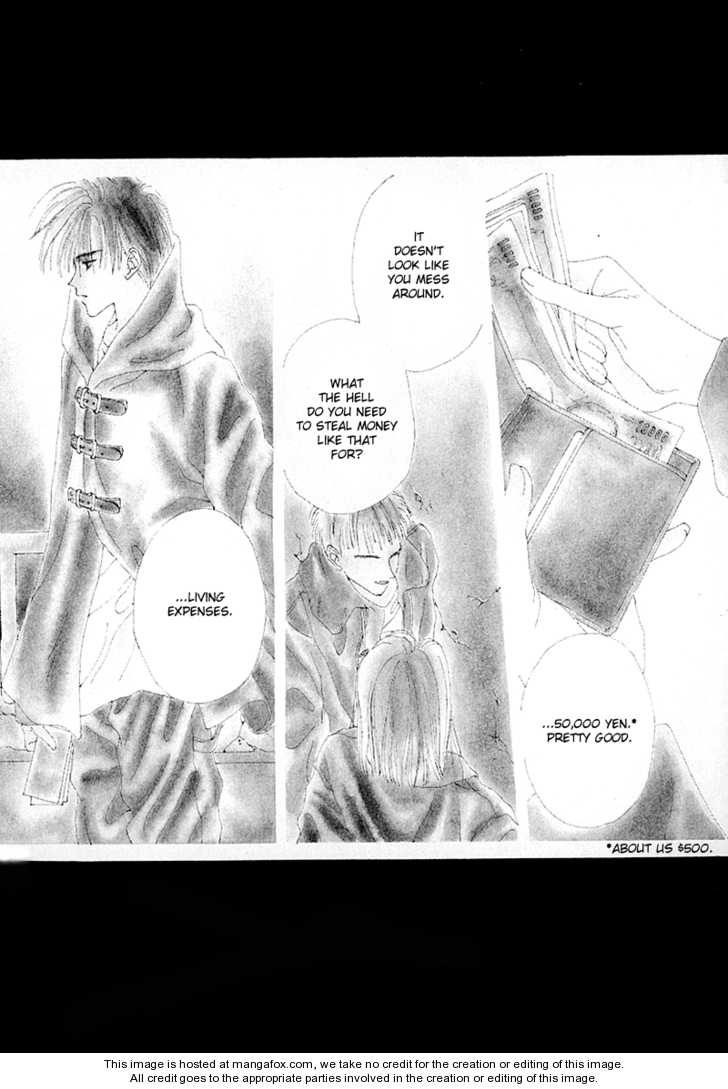 ...50,000 YEN.*
PRETTY GOOD.
*ABOUT US $500.
IT
DOESN'T
LOOK LIKE
YOU MESS
AROUND.
WHAT
THE HELL
DO YOU NEED
TO STEAL MONEY
LIKE THAT
FOR?
...LIVING
EXPENSES.
This image is hosted at mangafox.com, we take no credit for the creation or editing of this image.
All credit goes to the appropriate parties involved in the creation or editing of this image.